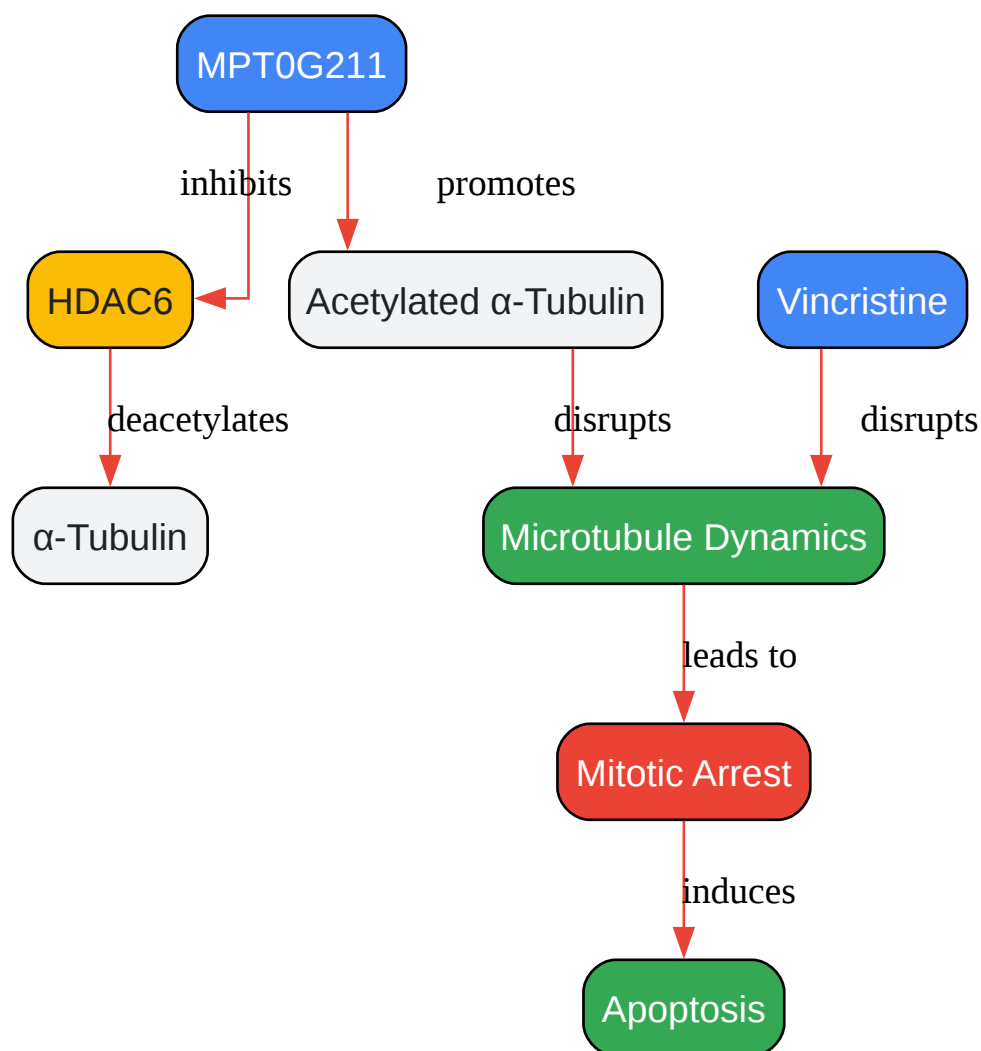 MPT0G211
inhibits
promotes
HDAC6
Acetylated α-Tubulin
Vincristine
deacetylates
disrupts
disrupts
α-Tubulin
Microtubule Dynamics
leads to
Mitotic Arrest
induces
Apoptosis